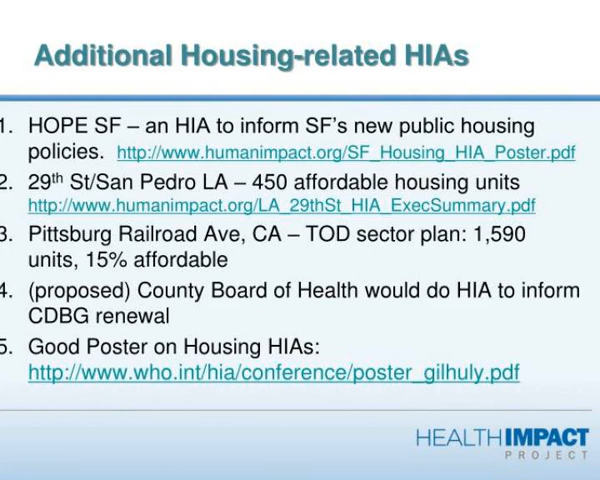 Additional Housing-related HIAs
1. HOPE SF – an HIA to inform SF's new public housing
policies. http://www.humanimpact.org/SF_Housing_HIA_Poster.pdf
2. 29th St/San Pedro LA – 450 affordable housing units
http://www.humanimpact.org/LA_29thSt_HIA_ExecSummary.pdf
3. Pittsburg Railroad Ave, CA – TOD sector plan: 1,590
units, 15% affordable
4. (proposed) County Board of Health would do HIA to inform
CDBG renewal
5. Good Poster on Housing HIAs:
http://www.who.int/hia/conference/poster_gilhuly.pdf
HEALTH IMPACT
PROJECT